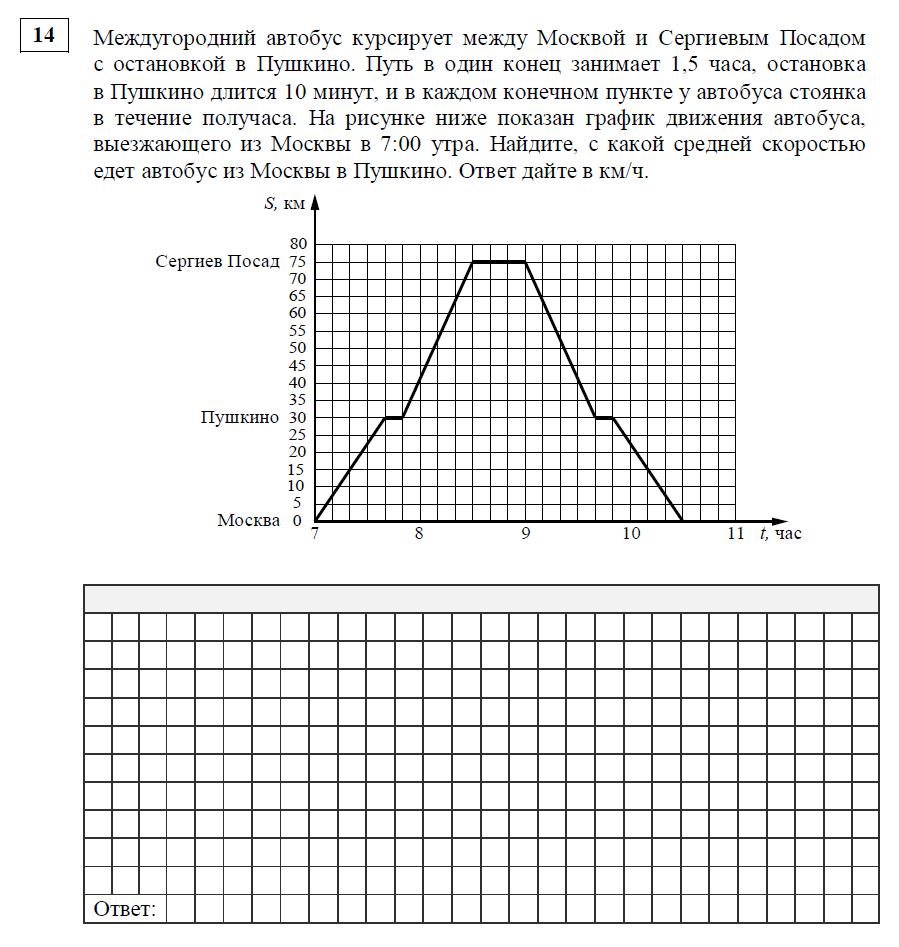 14
Междугородний автобус курсирует между Москвой и Сергиевым Посадом
с остановкой в Пушкино. Путь в один конец занимает 1,5 часа, остановка
в Пушкино длится 10 минут, и в каждом конечном пункте у автобуса стоянка
в течение получаса. На рисунке ниже показан график движения автобуса,
выезжающего из Москвы в 7:00 утра. Найдите, с какой средней скоростью
едет автобус из Москвы в Пушкино. Ответ дайте в км/ч.
S, км
80
Сергиев Посад 75
70
65
60
55
50
45
40
35
Пушкино 30
25
20
15
10
5
Москва 0
7 8 9 10 11 t, час
Ответ: